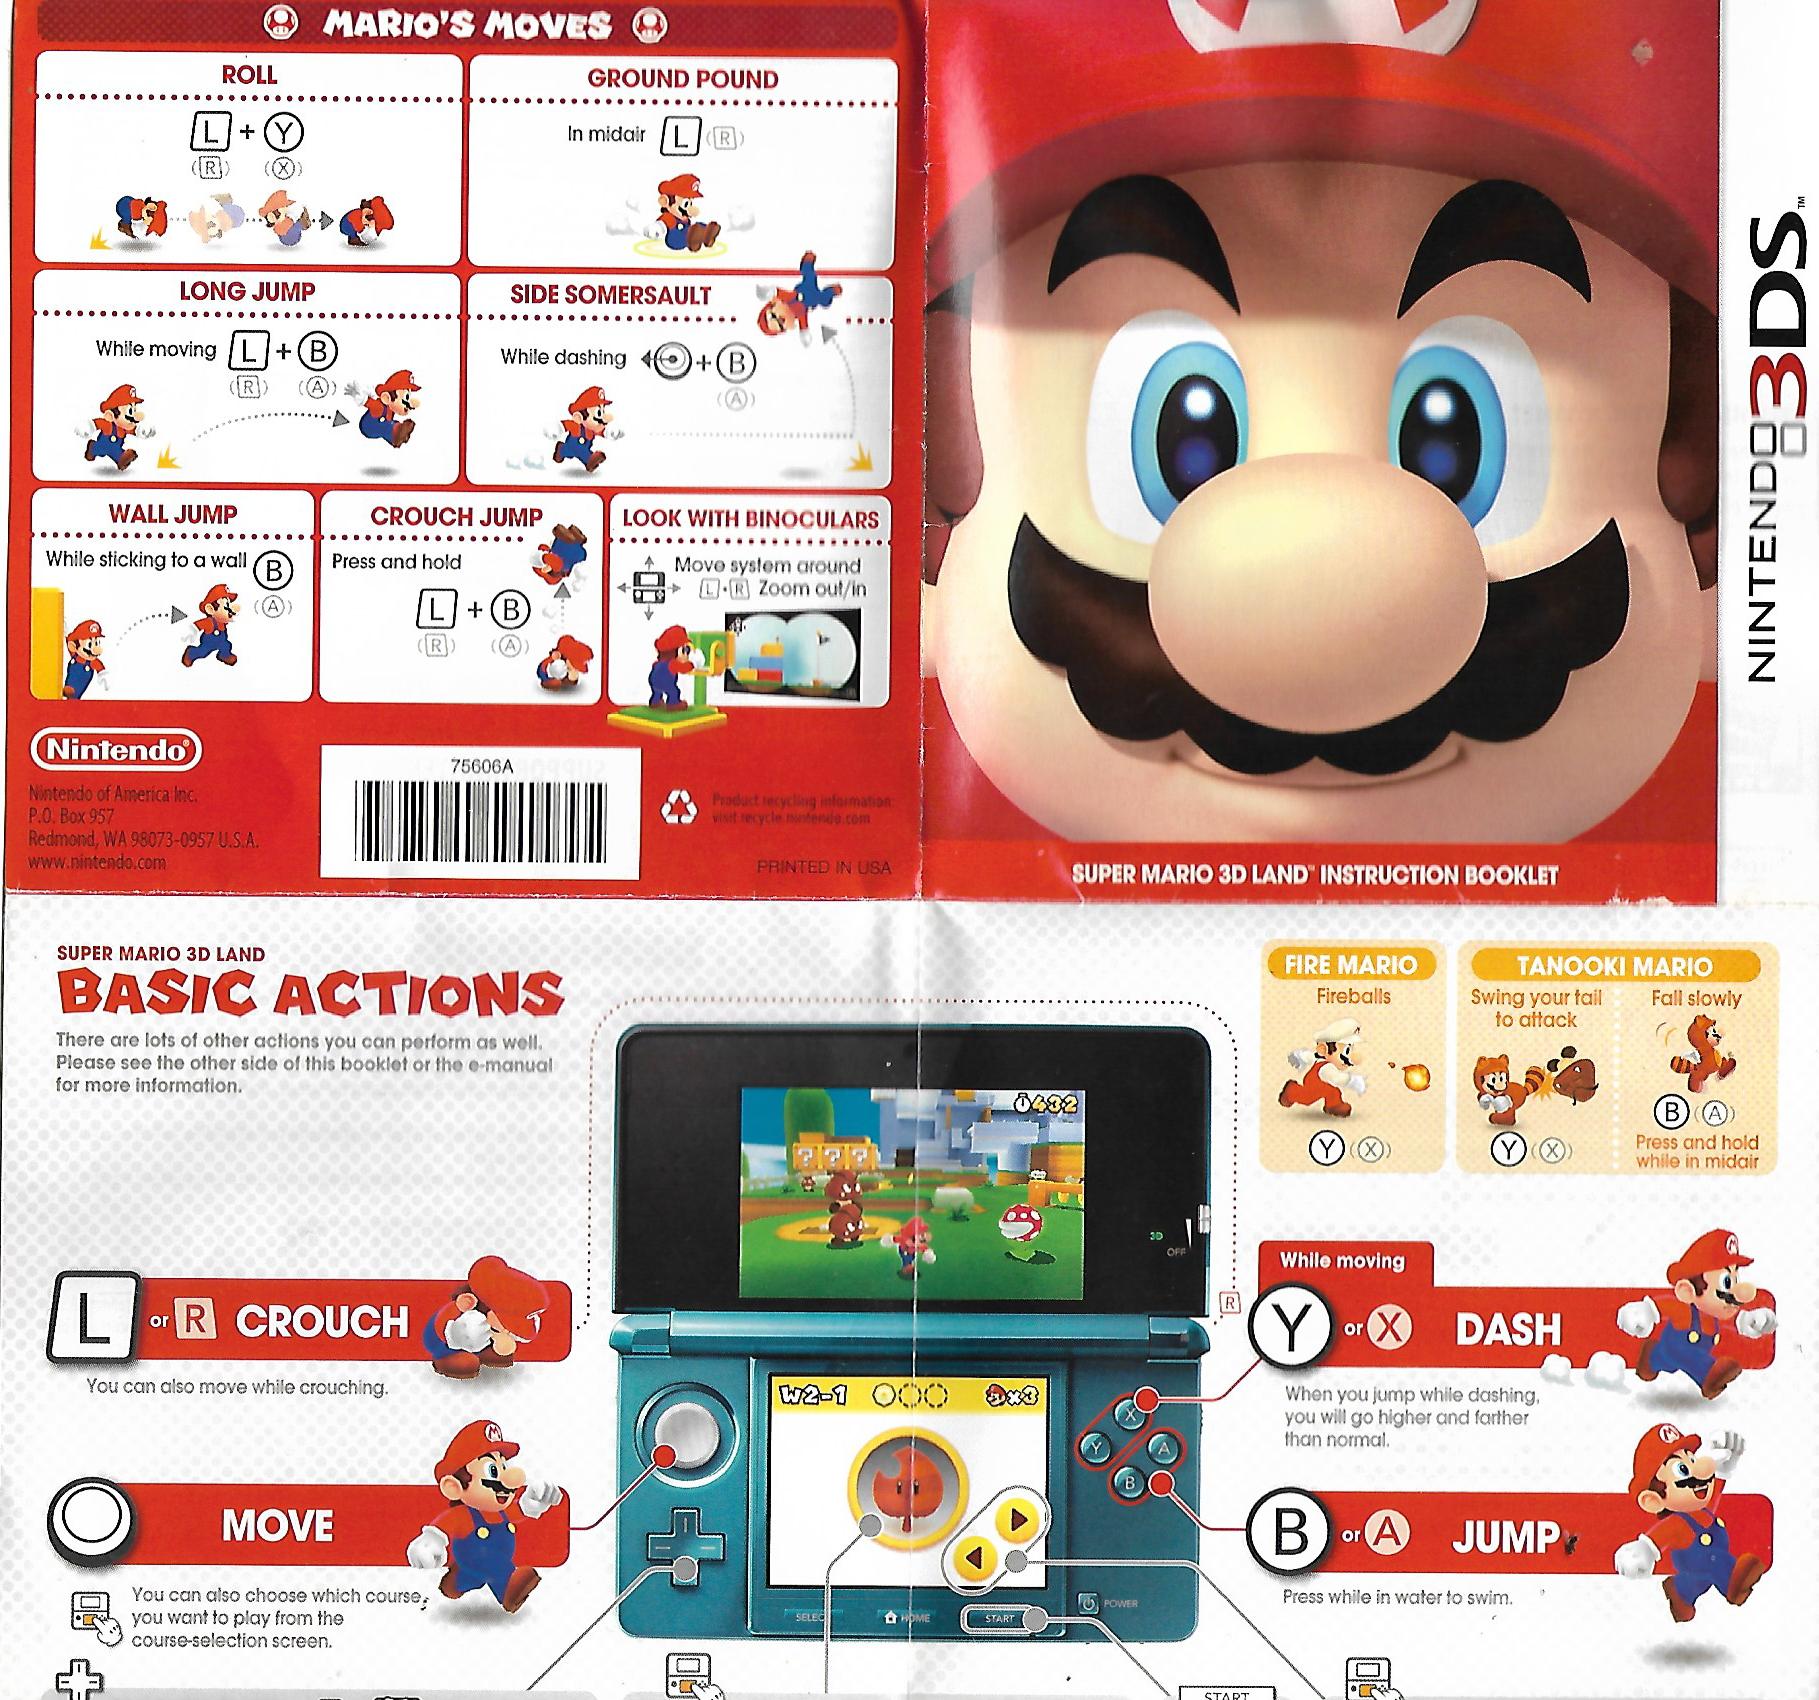 MARIO'S MOVES
ROLL
L + Y
(R) (X)
GROUND POUND
In midair L (R)
LONG JUMP
While moving L + B
(R) (A)
SIDE SOMERSAULT
While dashing + B
(A)
WALL JUMP
While sticking to a wall B
(A)
CROUCH JUMP
Press and hold
L + B
(R) (A)
LOOK WITH BINOCULARS
Move system around
L·R Zoom out/in
Nintendo®
Nintendo of America Inc.
P.O. Box 957
Redmond, WA 98073-0957 U.S.A.
www.nintendo.com
75606A
Product recycling information:
visit recycle.nintendo.com
PRINTED IN USA
NINTENDO3DS™
SUPER MARIO 3D LAND™ INSTRUCTION BOOKLET
SUPER MARIO 3D LAND
BASIC ACTIONS
There are lots of other actions you can perform as well.
Please see the other side of this booklet or the e-manual
for more information.
FIRE MARIO
Fireballs
Y (X)
TANOOKI MARIO
Swing your tail
to attack
Y (X)
Fall slowly
B (A)
Press and hold
while in midair
432
? ? ?
3D
OFF
L or R CROUCH
You can also move while crouching.
MOVE
You can also choose which course
you want to play from the
course-selection screen.
R
While moving
Y or X DASH
When you jump while dashing,
you will go higher and farther
than normal.
B or A JUMP
Press while in water to swim.
W2-1
x3
X
Y
A
B
SELECT
HOME
START
POWER
START